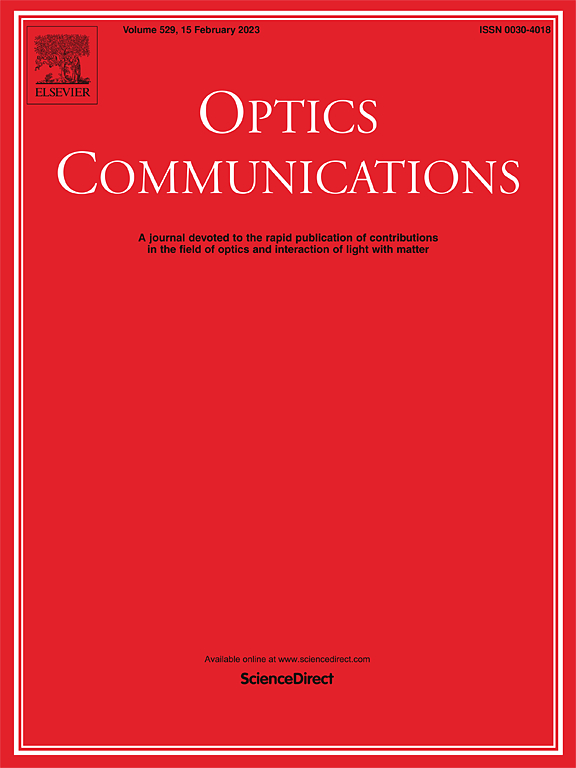 Volume 529, 15 February 2023
ISSN 0030-4018
ELSEVIER
OPTICS
COMMUNICATIONS
A journal devoted to the rapid publication of contributions
in the field of optics and interaction of light with matter
Available online at www.sciencedirect.com
ScienceDirect